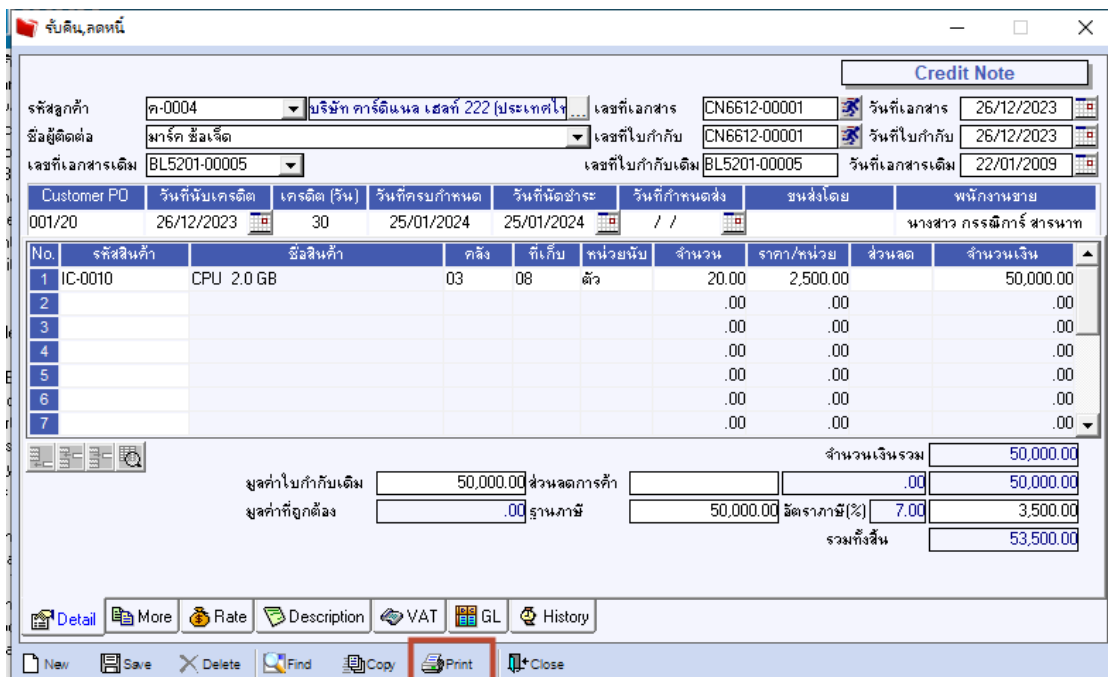 รับคืน,ลดหนี้
Credit Note
รหัสลูกค้า ค-0004 บริษัท คาร์ดิแนล เฮลท์ 222 (ประเทศไท ... เลขที่เอกสาร CN6612-00001 วันที่เอกสาร 26/12/2023
ชื่อผู้ติดต่อ มาร์ค ซ้อเจ็ด เลขที่ใบกำกับ CN6612-00001 วันที่ใบกำกับ 26/12/2023
เลขที่เอกสารเดิม BL5201-00005 เลขที่ใบกำกับเดิม BL5201-00005 วันที่เอกสารเดิม 22/01/2009
Customer PO วันที่นับเครดิต เครดิต (วัน) วันที่ครบกำหนด วันที่นัดชำระ วันที่กำหนดส่ง ขนส่งโดย พนักงานขาย
001/20 26/12/2023 30 25/01/2024 25/01/2024 / / นางสาว กรรณิการ์ สารนาท
No. รหัสสินค้า ชื่อสินค้า คลัง ที่เก็บ หน่วยนับ จำนวน ราคา/หน่วย ส่วนลด จำนวนเงิน
1 IC-0010 CPU 2.0 GB 03 08 ตัว 20.00 2,500.00 50,000.00
2 .00 .00 .00
3 .00 .00 .00
4 .00 .00 .00
5 .00 .00 .00
6 .00 .00 .00
7 .00 .00 .00
จำนวนเงินรวม 50,000.00
มูลค่าใบกำกับเดิม 50,000.00 ส่วนลดการค้า .00 50,000.00
มูลค่าที่ถูกต้อง .00 ฐานภาษี 50,000.00 อัตราภาษี(%) 7.00 3,500.00
รวมทั้งสิ้น 53,500.00
Detail More Rate Description VAT GL History
New Save Delete Find Copy Print Close